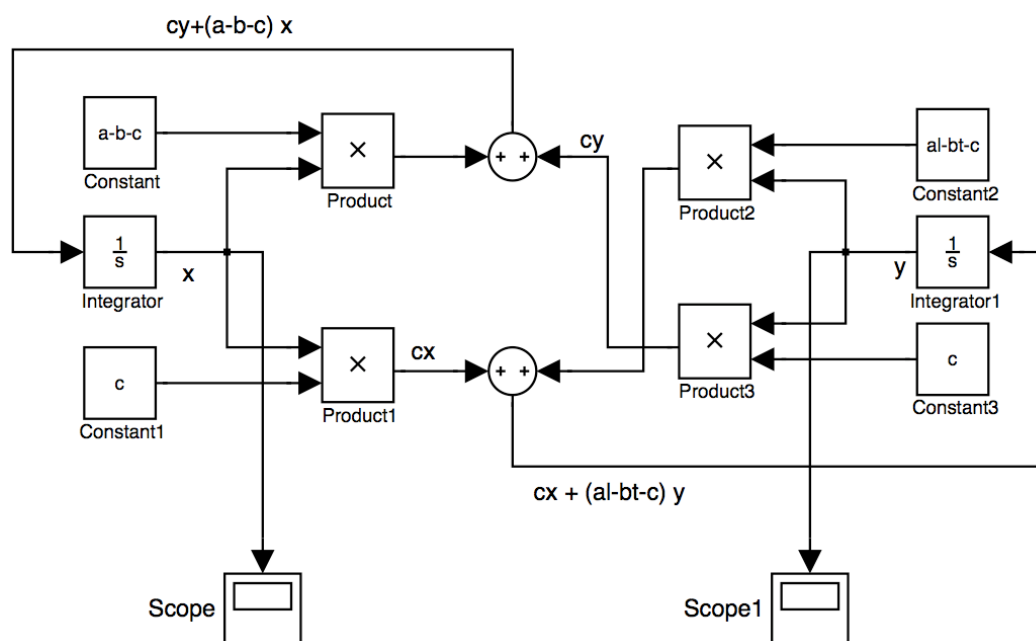 cy+(a-b-c) x
a-b-c
Constant
×
Product
+ +
cy
×
Product2
al-bt-c
Constant2
1
s
Integrator
x
y
1
s
Integrator1
c
Constant1
×
Product1
cx
+ +
×
Product3
c
Constant3
cx + (al-bt-c) y
Scope
Scope1